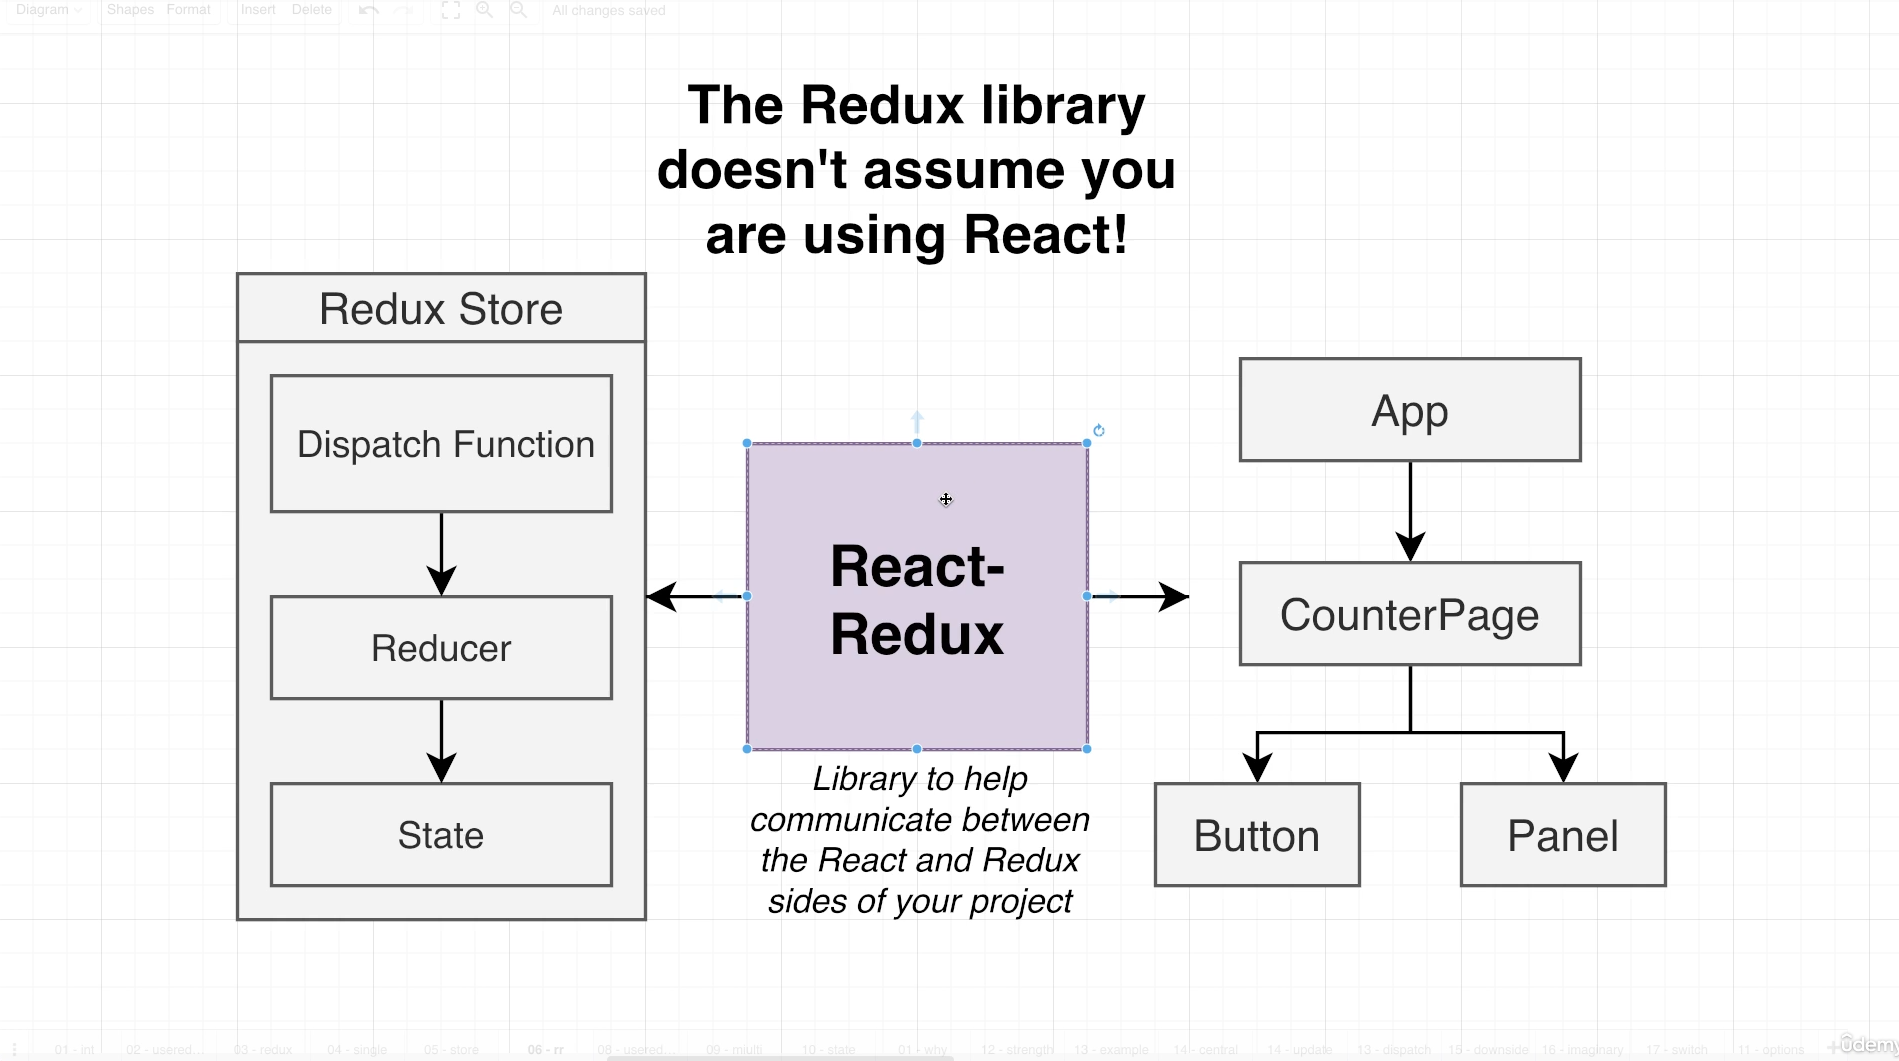 Diagram Shapes Format Insert Delete All changes saved
The Redux library
doesn't assume you
are using React!
Redux Store
Dispatch Function
Reducer
State
React-
Redux
Library to help
communicate between
the React and Redux
sides of your project
App
CounterPage
Button
Panel
01 - int 02 - usered... 03 - redux 04 - single 05 - store 06 - rr 08 - usered... 09 - miulti 10 - state 01 - why 12 - strength 13 - example 14 - central 14 - update 13 - dispatch 15 - downside 16 - imaginary 17 - switch 11 - options
ûdemy